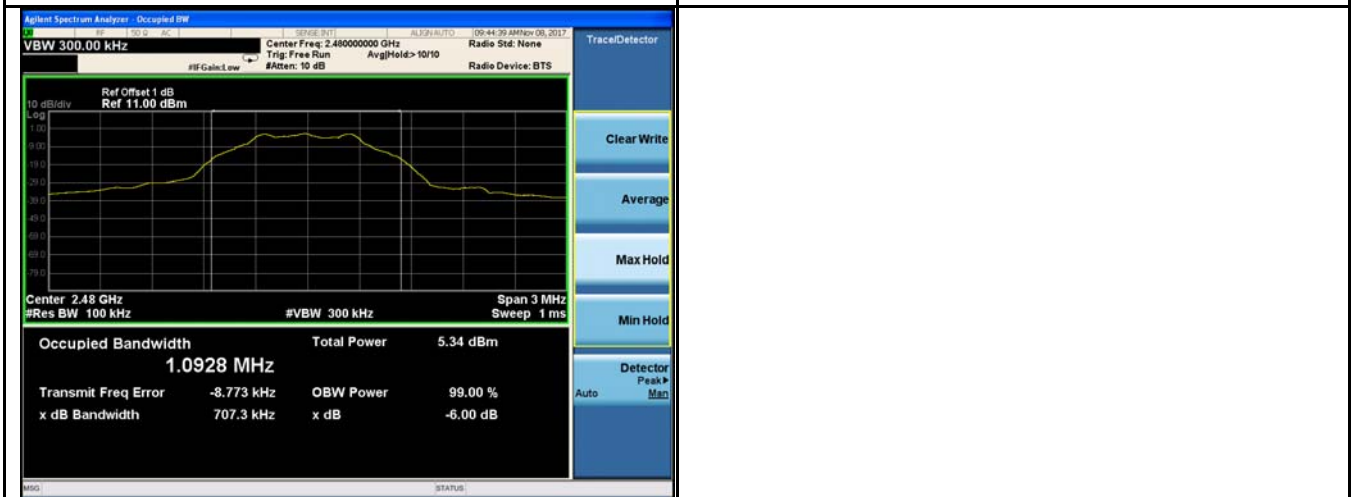 Agilent Spectrum Analyzer - Occupied BW
RF 50 Ω AC SENSE:INT ALIGN AUTO 09:44:39 AM Nov 08, 2017
VBW 300.00 kHz
Center Freq: 2.480000000 GHz
Radio Std: None
Trig: Free Run Avg|Hold:> 10/10
#IFGain:Low
#Atten: 10 dB
Radio Device: BTS
Ref Offset 1 dB
10 dB/div Ref 11.00 dBm
Log
1.00
-9.00
-19.0
-29.0
-39.0
-49.0
-59.0
-69.0
-79.0
Center 2.48 GHz Span 3 MHz
#Res BW 100 kHz #VBW 300 kHz Sweep 1 ms
Occupied Bandwidth Total Power 5.34 dBm
1.0928 MHz
Transmit Freq Error -8.773 kHz OBW Power 99.00 %
x dB Bandwidth 707.3 kHz x dB -6.00 dB
MSG STATUS
Trace/Detector
Clear Write
Average
Max Hold
Min Hold
Detector
Peak▶
Auto Man